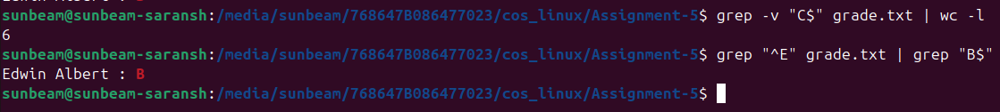 sunbeam@sunbeam-saransh:/media/sunbeam/768647B086477023/cos_linux/Assignment-5$ grep -v "C$" grade.txt | wc -l
6
sunbeam@sunbeam-saransh:/media/sunbeam/768647B086477023/cos_linux/Assignment-5$ grep "^E" grade.txt | grep "B$"
Edwin Albert : B
sunbeam@sunbeam-saransh:/media/sunbeam/768647B086477023/cos_linux/Assignment-5$